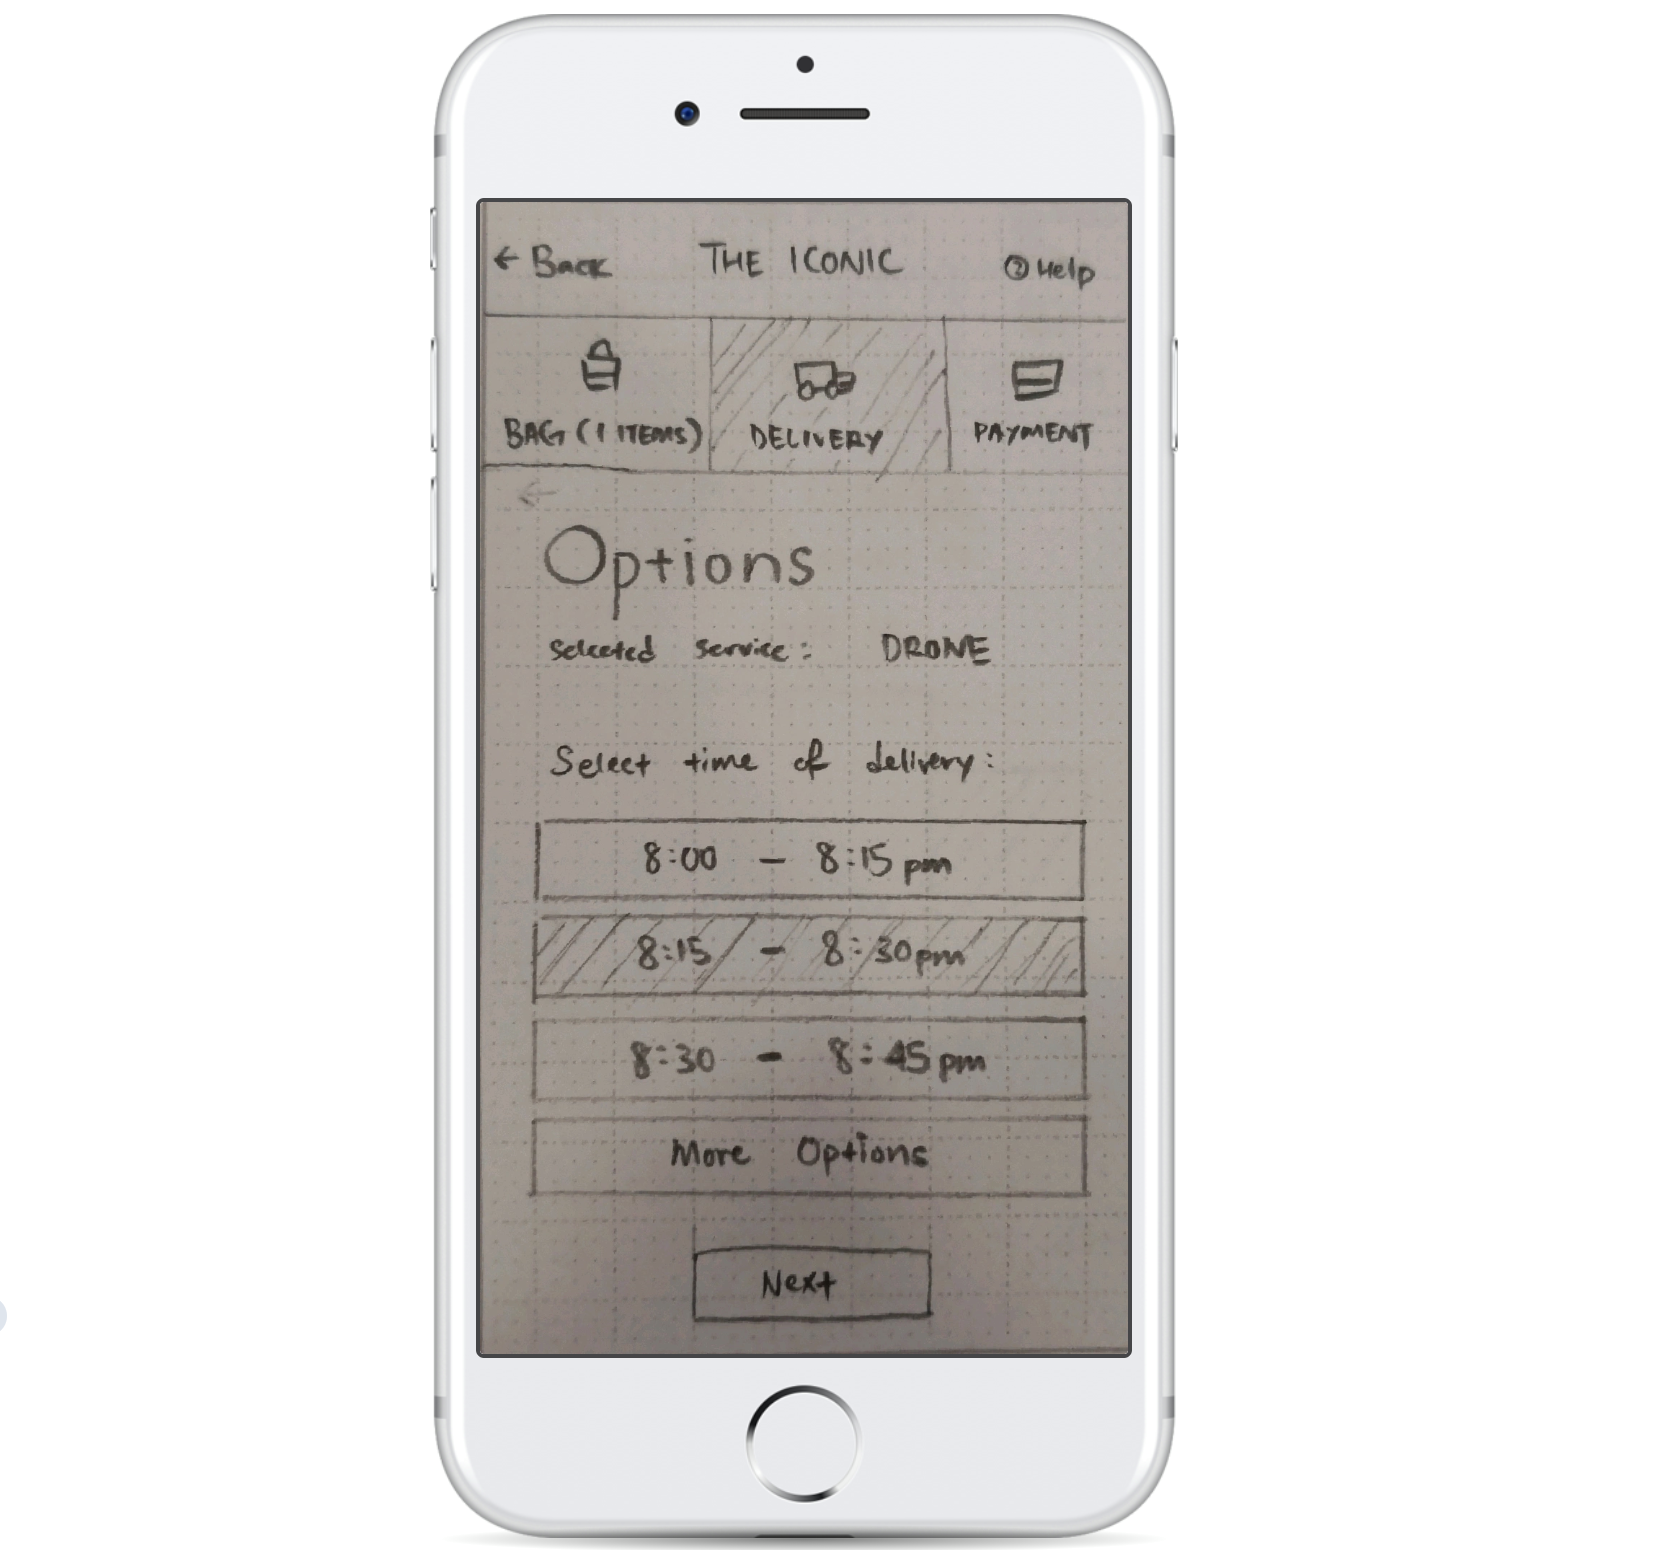 ← Back THE ICONIC ? Help
BAG (1 ITEMS) DELIVERY PAYMENT
←
Options
selected service: DRONE
Select time of delivery:
8:00 – 8:15 pm
8:15 – 8:30pm
8:30 – 8:45 pm
More Options
Next